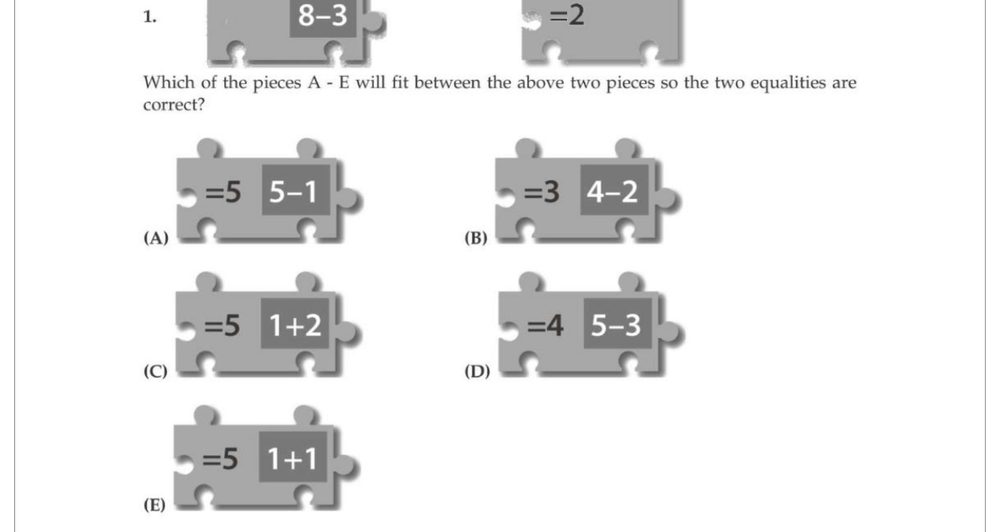 1. 8–3 =2
Which of the pieces A - E will fit between the above two pieces so the two equalities are
correct?
(A) =5 5–1
(B) =3 4–2
(C) =5 1+2
(D) =4 5–3
(E) =5 1+1